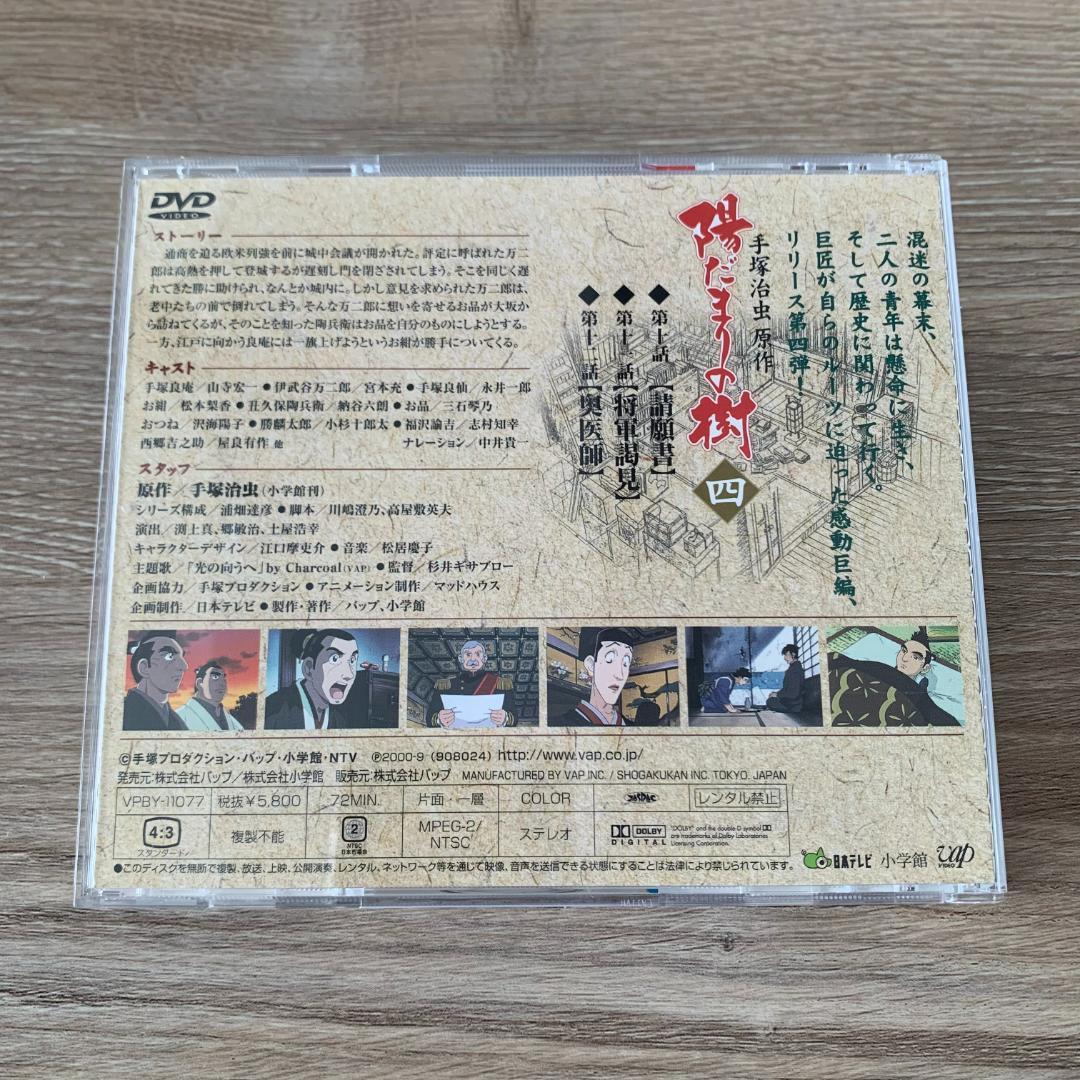 DVD
VIDEO
ストーリー
通商を迫る欧米列強を前に城中会議が開かれた。評定に呼ばれた万二
郎は高熱を押して登城するが遅刻し門を閉ざされてしまう。そこを同じく遅
れてきた勝に助けられ、なんとか城内に。しかし意見を求められた万二郎は、
老中たちの前で倒れてしまう。そんな万二郎に想いを寄せるお品が大坂か
ら訪ねてくるが、そのことを知った陶兵衛はお品を自分のものにしようとする。
一方、江戸に向かう良庵には一旗上げようというお紺が勝手についてくる。
キャスト
手塚良庵／山寺宏一●伊武谷万二郎／宮本充●手塚良仙／永井一郎
お紺／松本梨香●丑久保陶兵衛／納谷六朗●お品／三石琴乃
おつね／沢海陽子●勝麟太郎／小杉十郎太●福沢諭吉／志村知幸
西郷吉之助／屋良有作 他 ナレーション／中井貴一
スタッフ
原作／手塚治虫(小学館刊)
シリーズ構成／浦畑達彦●脚本／川嶋澄乃、高屋敷英夫
演出／渕上真、郷敏治、土屋浩幸
キャラクターデザイン／江口摩吏介●音楽／松居慶子
主題歌／「光の向うへ」by Charcoal(VAP)●監督／杉井ギサブロー
企画協力／手塚プロダクション●アニメーション制作／マッドハウス
企画制作／日本テレビ●製作・著作／バップ、小学館
混迷の幕末、
二人の青年は懸命に生き、
そして歴史に関わって行く。
巨匠が自らのルーツに迫った感動巨編、
リリース第四弾！
手塚治虫 原作
陽だまりの樹
四
◆第十話【請願書】
◆第十一話【将軍謁見】
◆第十二話【奥医師】
©手塚プロダクション・バップ・小学館・NTV ℗2000-9 (908024) http://www.vap.co.jp/
発売元:株式会社バップ／株式会社小学館 販売元:株式会社バップ MANUFACTURED BY VAP INC. / SHOGAKUKAN INC. TOKYO. JAPAN
VPBY-11077 税抜¥5,800 72MIN. 片面・一層 COLOR レンタル禁止
4:3 スタンダード 複製不能 2 NTSC 日本市場向 MPEG-2/NTSC ステレオ DOLBY DIGITAL "DOLBY" and the double D symbol are trademarks of Dolby Laboratories Licensing Corporation.
●このディスクを無断で複製、放送、上映、公開演奏、レンタル、ネットワーク等を通じて映像、音声を送信できる状態にすることは法律により禁じられています。
日本テレビ 小学館 vap VIDEO